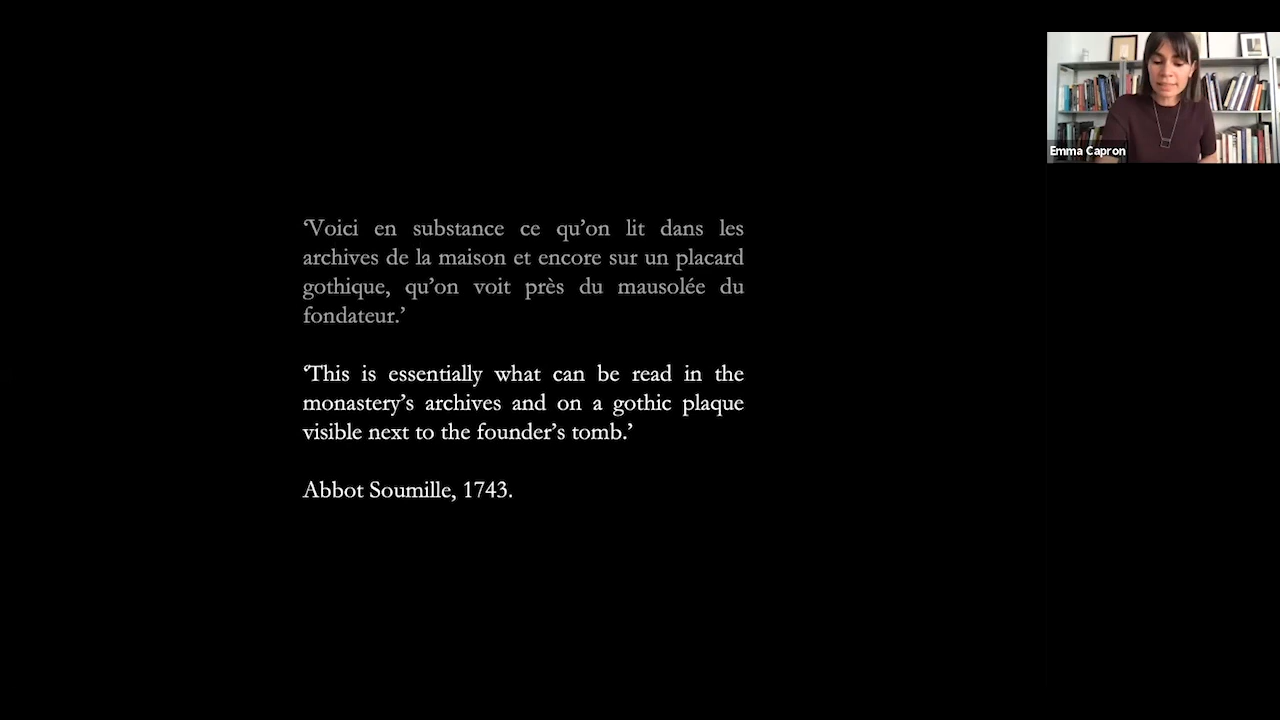 Emma Capron
‘Voici en substance ce qu’on lit dans les
archives de la maison et encore sur un placard
gothique, qu’on voit près du mausolée du
fondateur.’
‘This is essentially what can be read in the
monastery’s archives and on a gothic plaque
visible next to the founder’s tomb.’
Abbot Soumille, 1743.